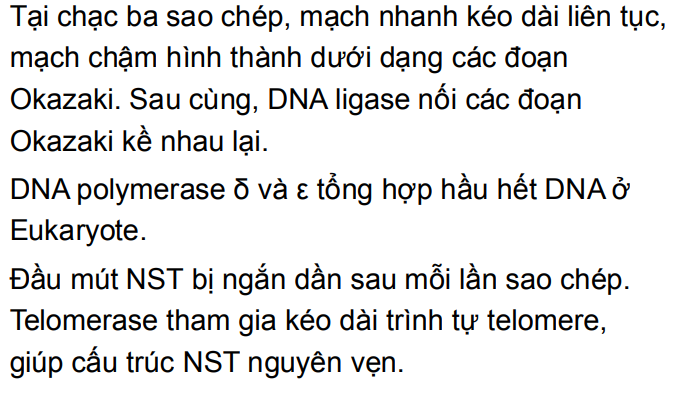 Tại chạc ba sao chép, mạch nhanh kéo dài liên tục,
mạch chậm hình thành dưới dạng các đoạn
Okazaki. Sau cùng, DNA ligase nối các đoạn
Okazaki kề nhau lại.
DNA polymerase δ và ε tổng hợp hầu hết DNA ở
Eukaryote.
Đầu mút NST bị ngắn dần sau mỗi lần sao chép.
Telomerase tham gia kéo dài trình tự telomere,
giúp cấu trúc NST nguyên vẹn.